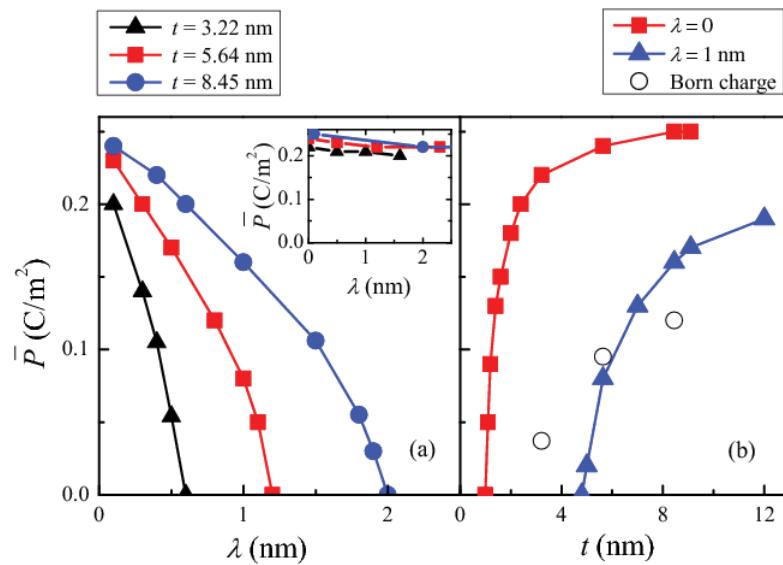 t = 3.22 nm
t = 5.64 nm
t = 8.45 nm
λ = 0
λ = 1 nm
Born charge
P̄ (C/m²)
0.2
0.1
0.0
0 1 2
λ (nm)
(a)
P̄ (C/m²)
0.2
0.1
0.0
0 1 2
λ (nm)
(b)
0 4 8 12
t (nm)